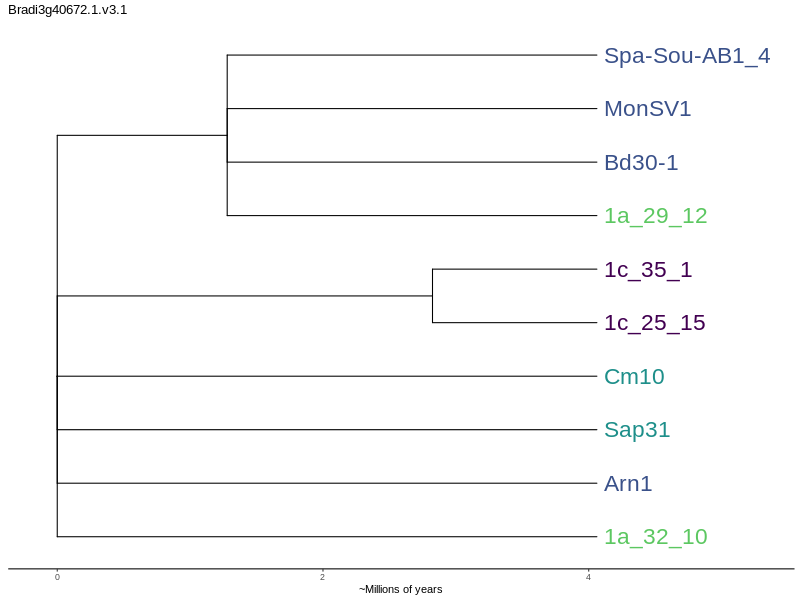 Bradi3g40672.1.v3.1
Spa-Sou-AB1_4
MonSV1
Bd30-1
1a_29_12
1c_35_1
1c_25_15
Cm10
Sap31
Arn1
1a_32_10
0 2 4
~Millions of years